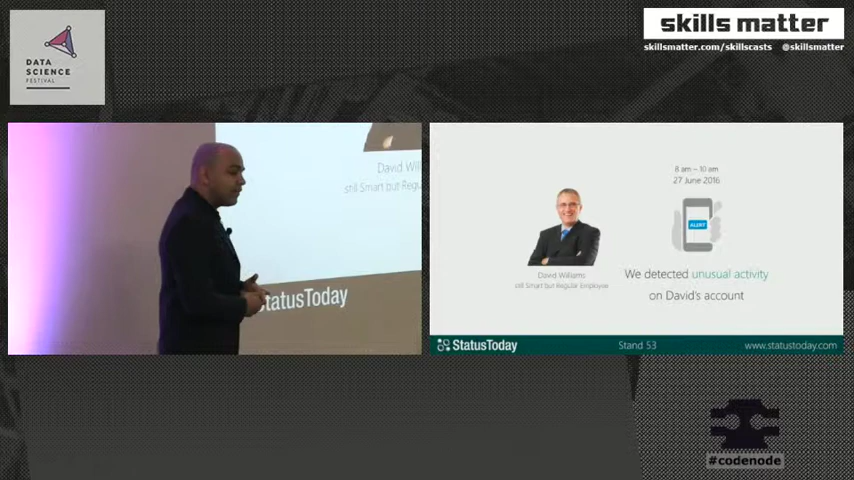 DATA
SCIENCE
FESTIVAL
skills matter
skillsmatter.com/skillscasts @skillsmatter
David Wil
still Smart but Regu
StatusToday
8 am – 10 am
27 June 2016
ALERT
David Williams
still Smart but Regular Employee
We detected unusual activity
on David's account
StatusToday
Stand 53
www.statustoday.com
#codenode